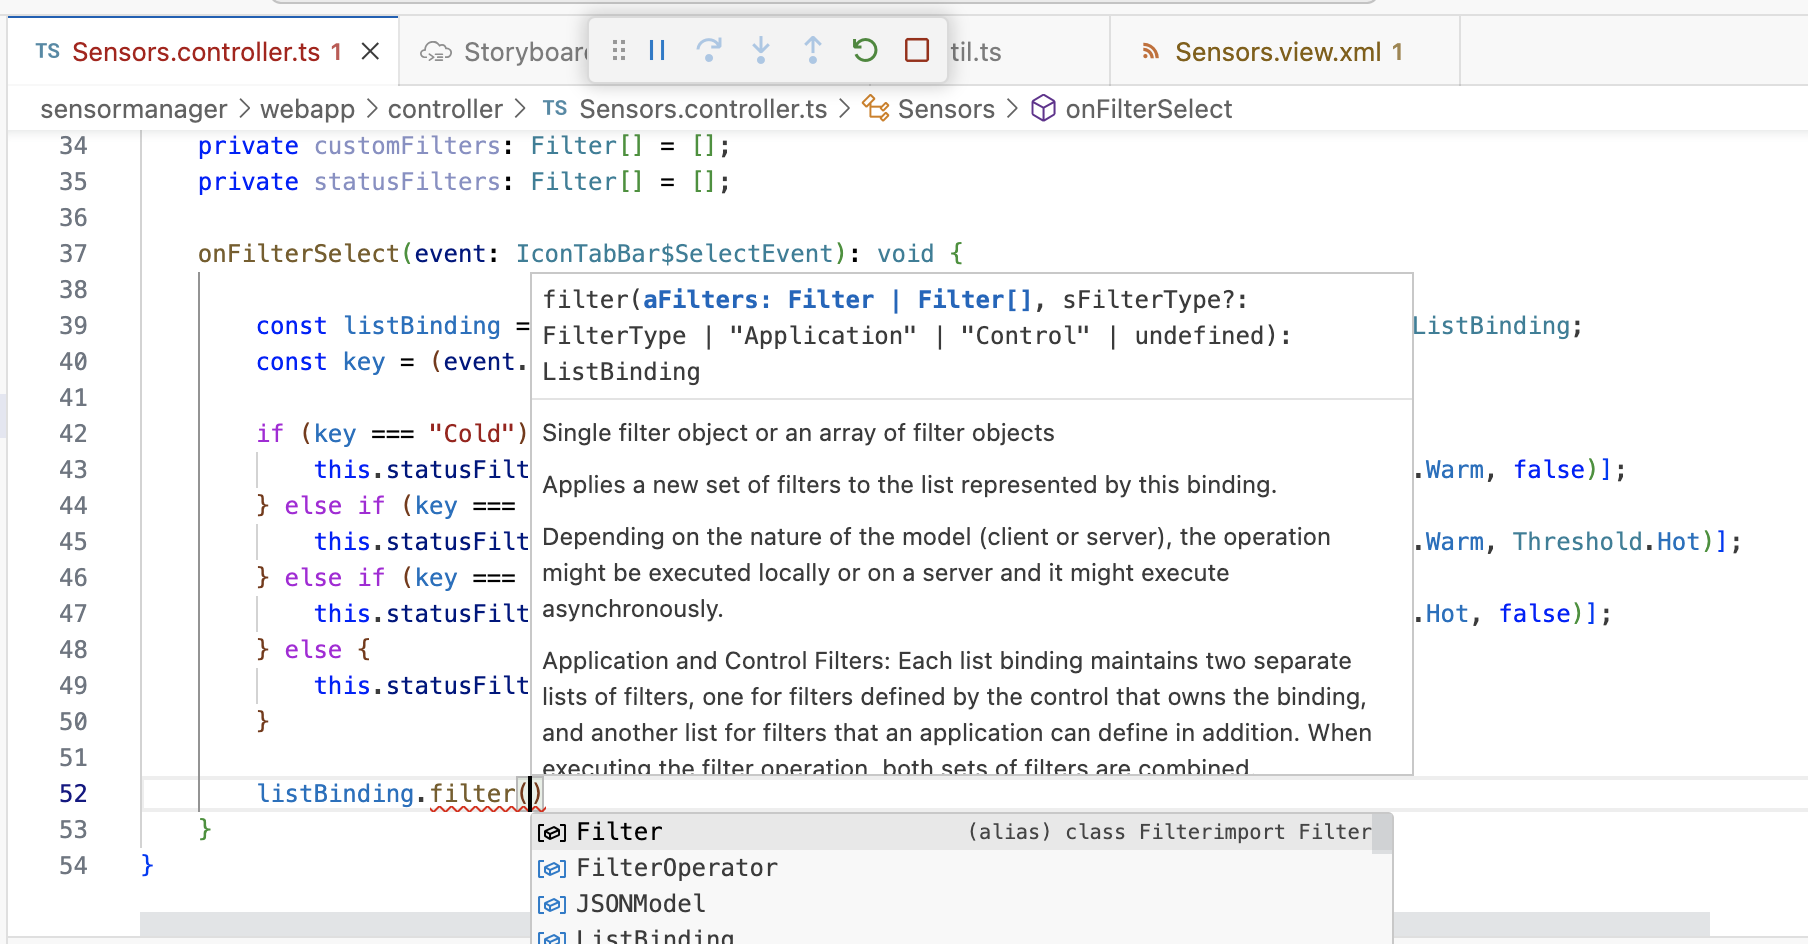 TS Sensors.controller.ts 1
Storyboar
til.ts
Sensors.view.xml 1
sensormanager > webapp > controller > TS Sensors.controller.ts > Sensors > onFilterSelect
34 private customFilters: Filter[] = [];
35 private statusFilters: Filter[] = [];
36
37 onFilterSelect(event: IconTabBar$SelectEvent): void {
38
39 const listBinding = ListBinding;
40 const key = (event.
41
42 if (key === "Cold")
43 this.statusFilt .Warm, false)];
44 } else if (key ===
45 this.statusFilt .Warm, Threshold.Hot)];
46 } else if (key ===
47 this.statusFilt .Hot, false)];
48 } else {
49 this.statusFilt
50 }
51
52 listBinding.filter()
53 }
54 }
filter(aFilters: Filter | Filter[], sFilterType?:
FilterType | "Application" | "Control" | undefined):
ListBinding
Single filter object or an array of filter objects
Applies a new set of filters to the list represented by this binding.
Depending on the nature of the model (client or server), the operation
might be executed locally or on a server and it might execute
asynchronously.
Application and Control Filters: Each list binding maintains two separate
lists of filters, one for filters defined by the control that owns the binding,
and another list for filters that an application can define in addition. When
executing the filter operation, both sets of filters are combined
Filter (alias) class Filterimport Filter
FilterOperator
JSONModel
ListBinding